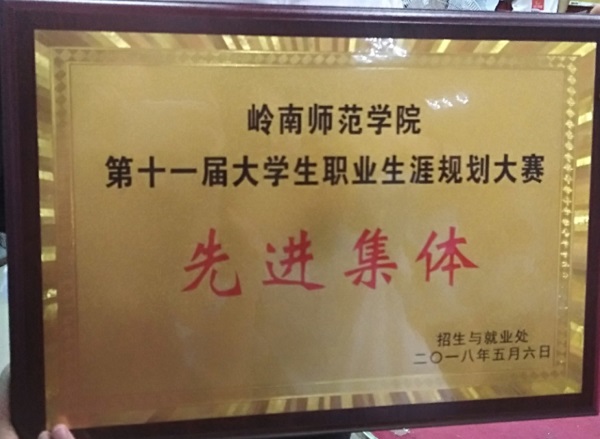 岭南师范学院
第十一届大学生职业生涯规划大赛
先进集体
招生与就业处
二〇一八年五月六日